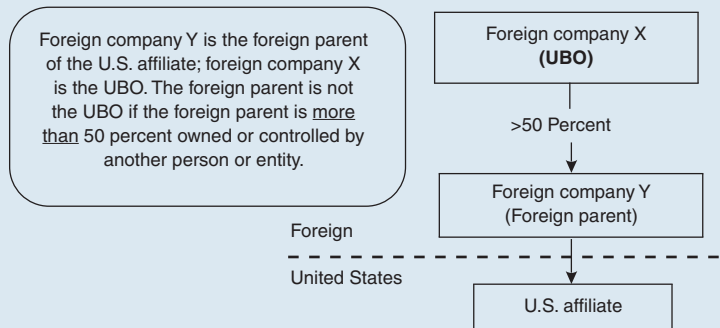 Foreign company Y is the foreign parent
of the U.S. affiliate; foreign company X
is the UBO. The foreign parent is not
the UBO if the foreign parent is more
than 50 percent owned or controlled by
another person or entity.
Foreign company X
(UBO)
>50 Percent
Foreign company Y
(Foreign parent)
Foreign
United States
U.S. affiliate